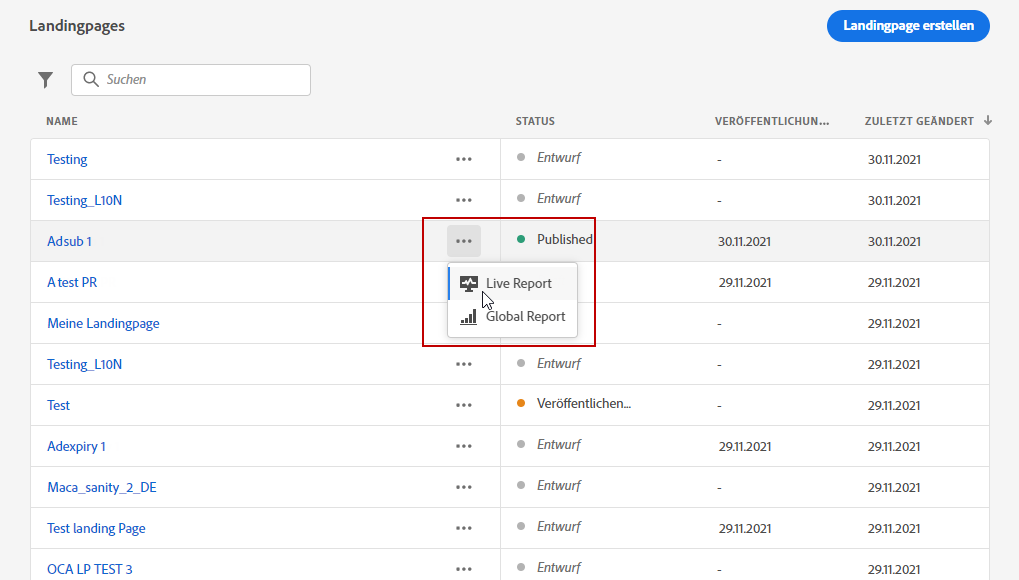 Landingpages
Landingpage erstellen
Suchen
NAME STATUS VERÖFFENTLICHUN... ZULETZT GEÄNDERT
Testing Entwurf - 30.11.2021
Testing_L10N Entwurf - 30.11.2021
Adsub 1 Published 30.11.2021 30.11.2021
Live Report
A test PR 29.11.2021 29.11.2021
Global Report
Meine Landingpage - 29.11.2021
Testing_L10N Entwurf - 29.11.2021
Test Veröffentlichen... - 29.11.2021
Adexpiry 1 Entwurf 29.11.2021 29.11.2021
Maca_sanity_2_DE Entwurf - 29.11.2021
Test landing Page Entwurf 29.11.2021 29.11.2021
OCA LP TEST 3 Entwurf - 29.11.2021